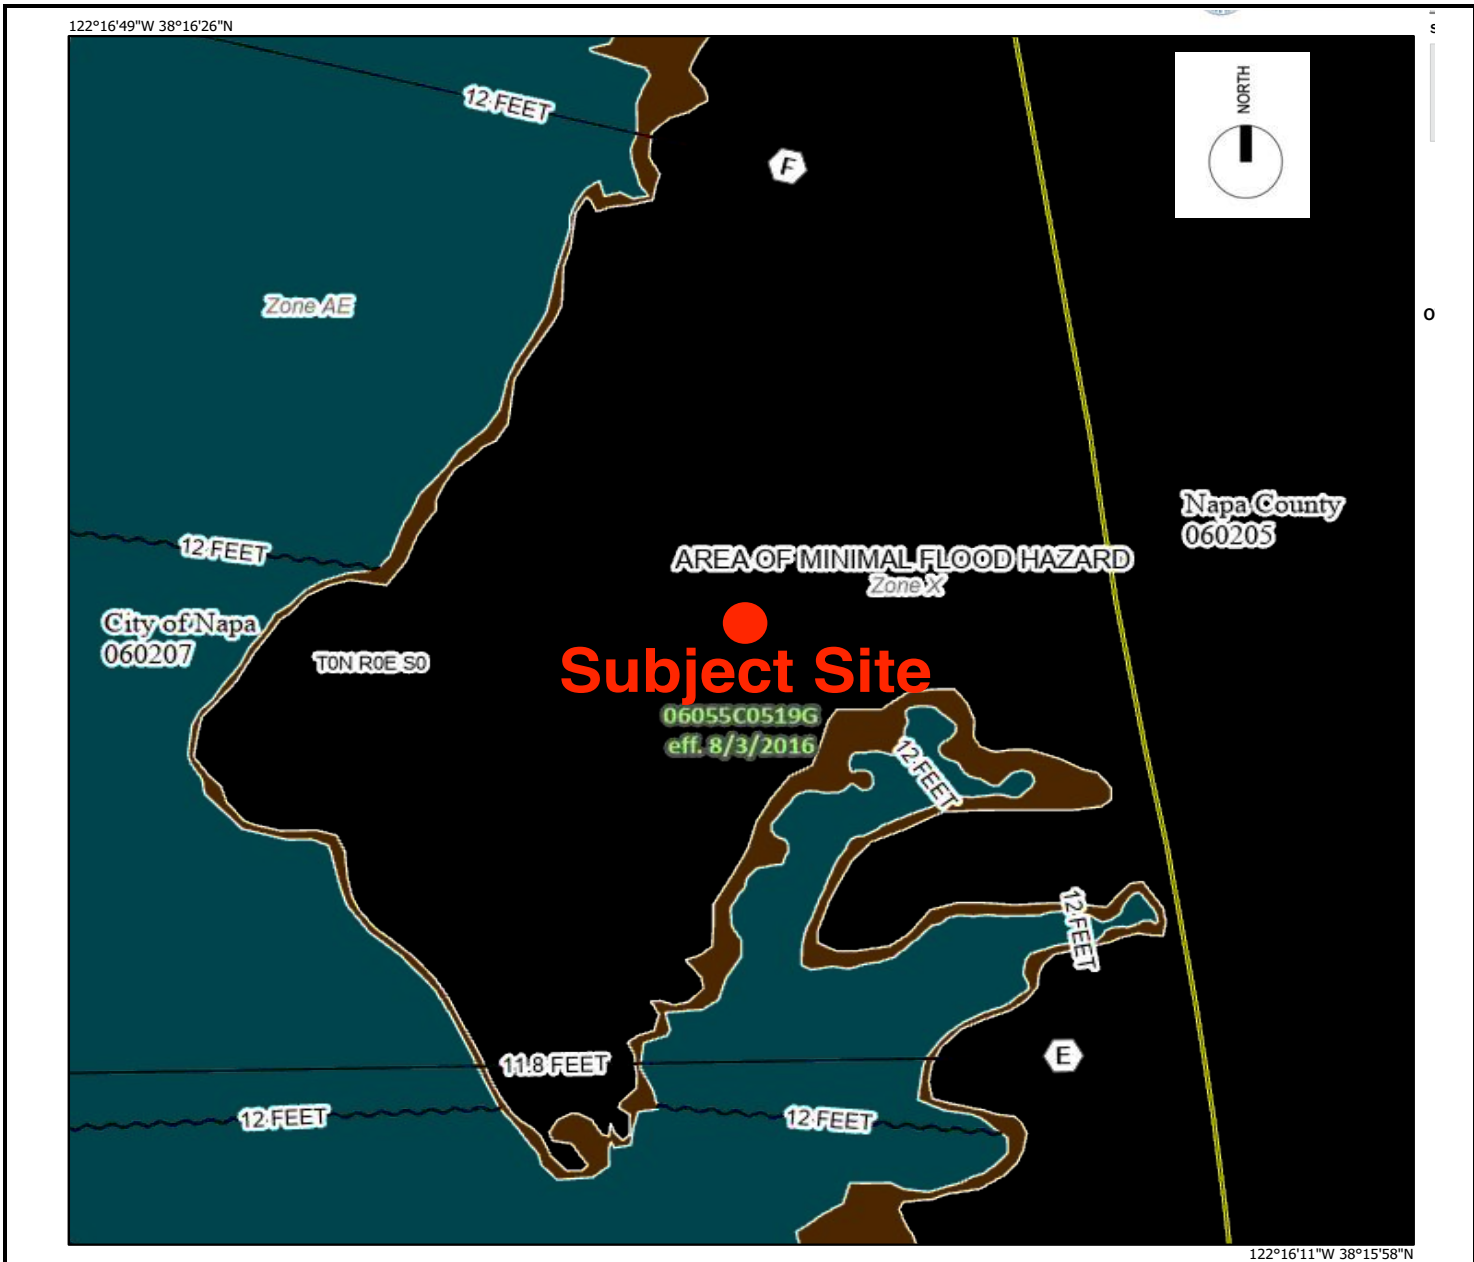 122°16'49"W 38°16'26"N
S
NORTH
12 FEET
F
Zone AE
O
Napa County
060205
12 FEET
AREA OF MINIMAL FLOOD HAZARD
Zone X
City of Napa
060207
T0N R0E S0
Subject Site
06055C0519G
eff. 8/3/2016
12 FEET
12 FEET
11.8 FEET
E
12 FEET
12 FEET
122°16'11"W 38°15'58"N